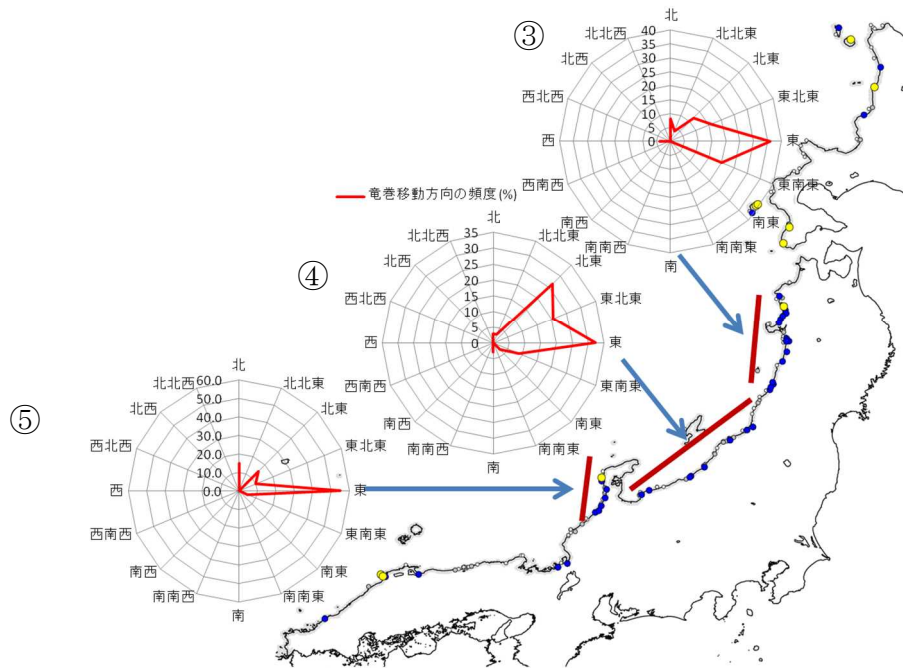 ③
北
北北東
北東
東北東
東
東南東
南東
南南東
南
南南西
南西
西南西
西
西北西
北西
北北西
40
35
30
25
20
15
10
5
0
竜巻移動方向の頻度(%)
④
北
北北東
北東
東北東
東
東南東
南東
南南東
南
南南西
南西
西南西
西
西北西
北西
北北西
35
30
25
20
15
10
5
0
⑤
北
北北東
北東
東北東
東
東南東
南東
南南東
南
南南西
南西
西南西
西
西北西
北西
北北西
60.0
50.0
40.0
30.0
20.0
10.0
0.0